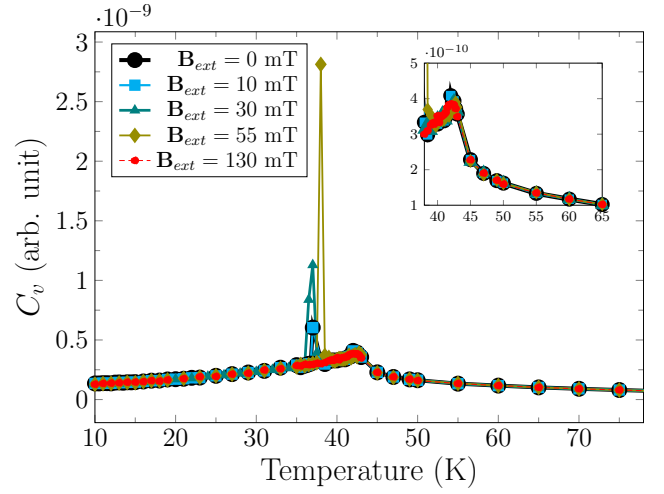 ·10⁻⁹
3
2.5
2
1.5
1
0.5
0
C_v (arb. unit)
10 20 30 40 50 60 70
Temperature (K)
B_ext = 0 mT
B_ext = 10 mT
B_ext = 30 mT
B_ext = 55 mT
B_ext = 130 mT
·10⁻¹⁰
5
4
3
2
1
40 45 50 55 60 65